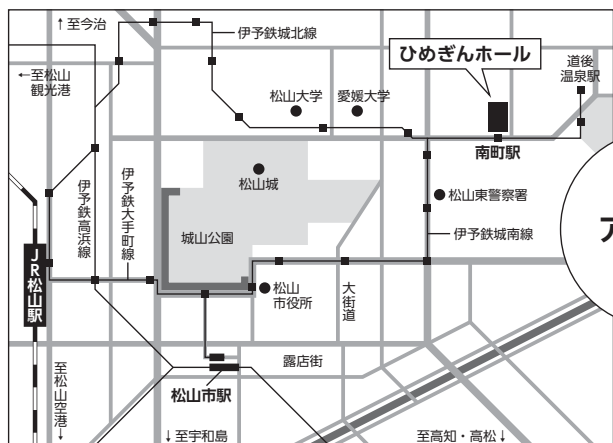 ↑至今治
伊予鉄城北線
ひめぎんホール
道後
温泉駅
←至松山
観光港
松山大学
愛媛大学
南町駅
松山城
松山東警察署
伊予鉄高浜線
伊予鉄大手町線
城山公園
伊予鉄城南線
ア
JR松山駅
松山
市役所
大街道
露店街
松山市駅
至松山空港↓
↓至宇和島
至高知・高松↓